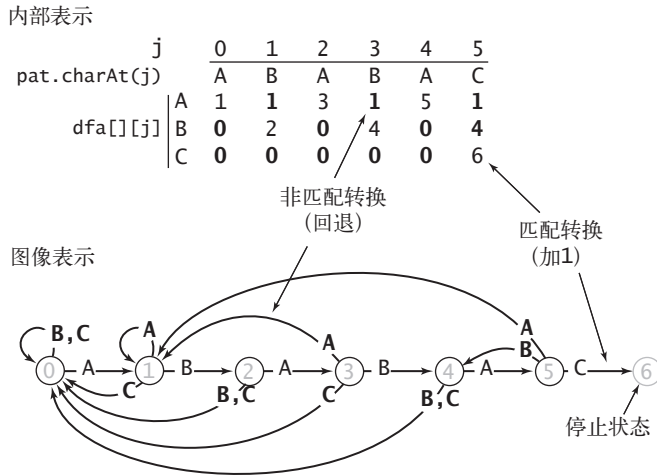 内部表示
j 0 1 2 3 4 5
pat.charAt(j) A B A B A C
A 1 1 3 1 5 1
dfa[][j] B 0 2 0 4 0 4
C 0 0 0 0 0 6
非匹配转换
(回退)
匹配转换
(加1)
图像表示
B,C A A A
B
0 A 1 B 2 A 3 B 4 A 5 C 6
C B,C C B,C
停止状态